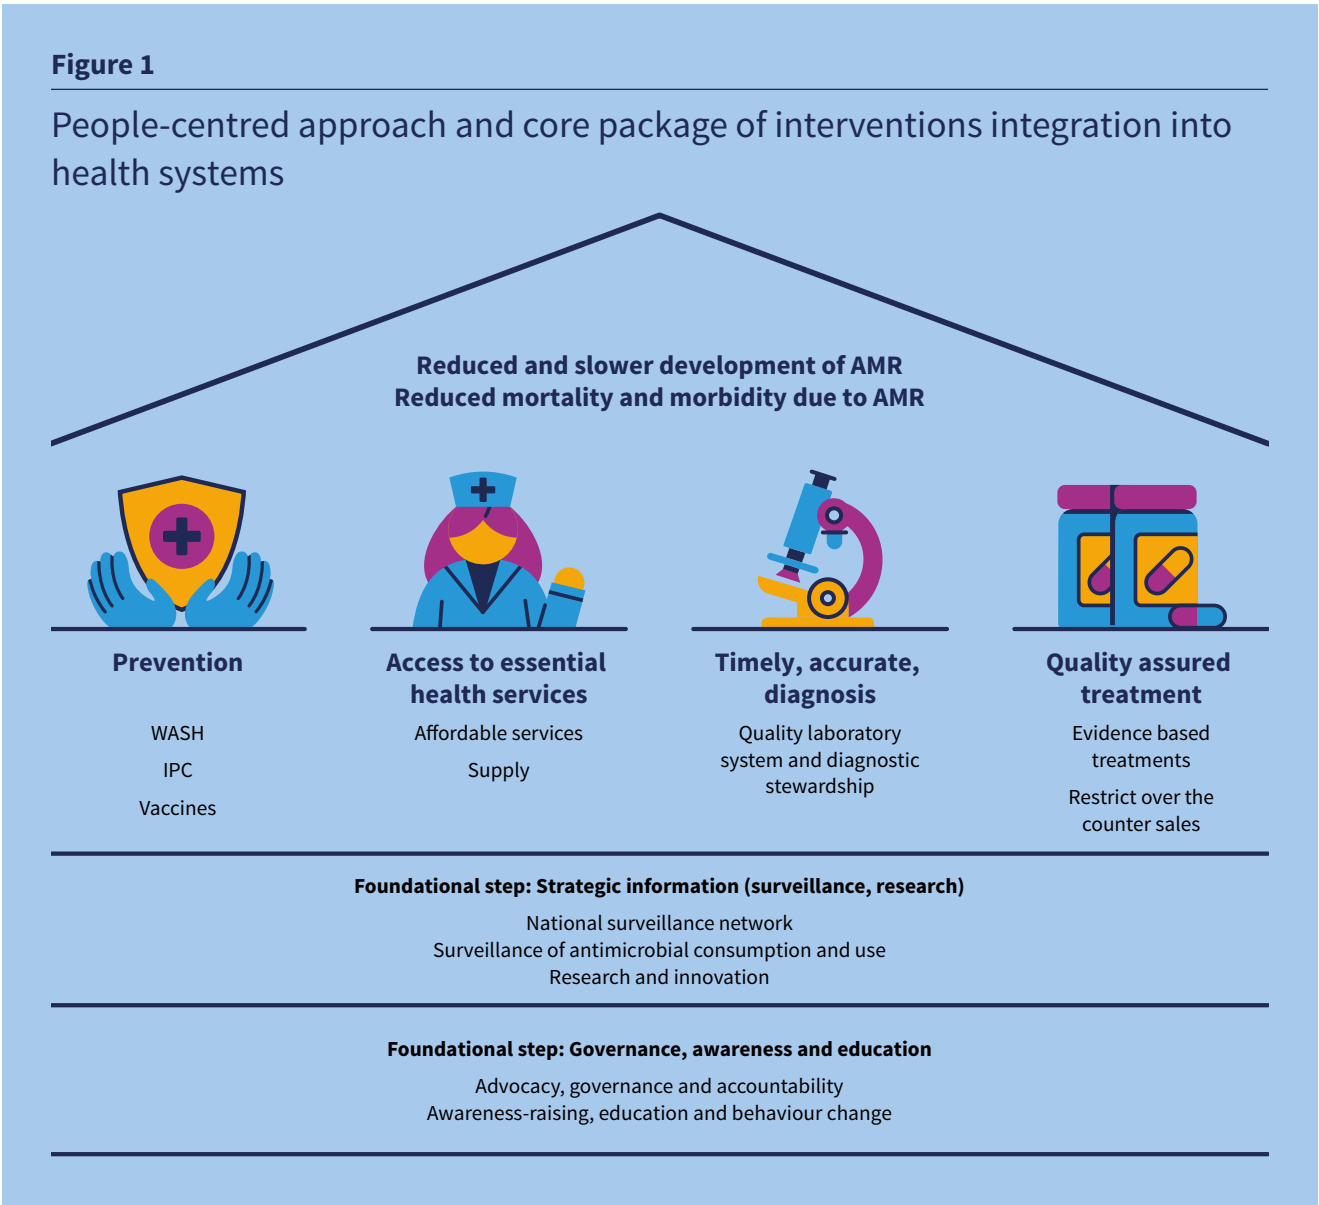 Figure 1
People-centred approach and core package of interventions integration into
health systems
Reduced and slower development of AMR
Reduced mortality and morbidity due to AMR
Prevention
WASH
IPC
Vaccines
Access to essential
health services
Affordable services
Supply
Timely, accurate,
diagnosis
Quality laboratory
system and diagnostic
stewardship
Quality assured
treatment
Evidence based
treatments
Restrict over the
counter sales
Foundational step: Strategic information (surveillance, research)
National surveillance network
Surveillance of antimicrobial consumption and use
Research and innovation
Foundational step: Governance, awareness and education
Advocacy, governance and accountability
Awareness-raising, education and behaviour change